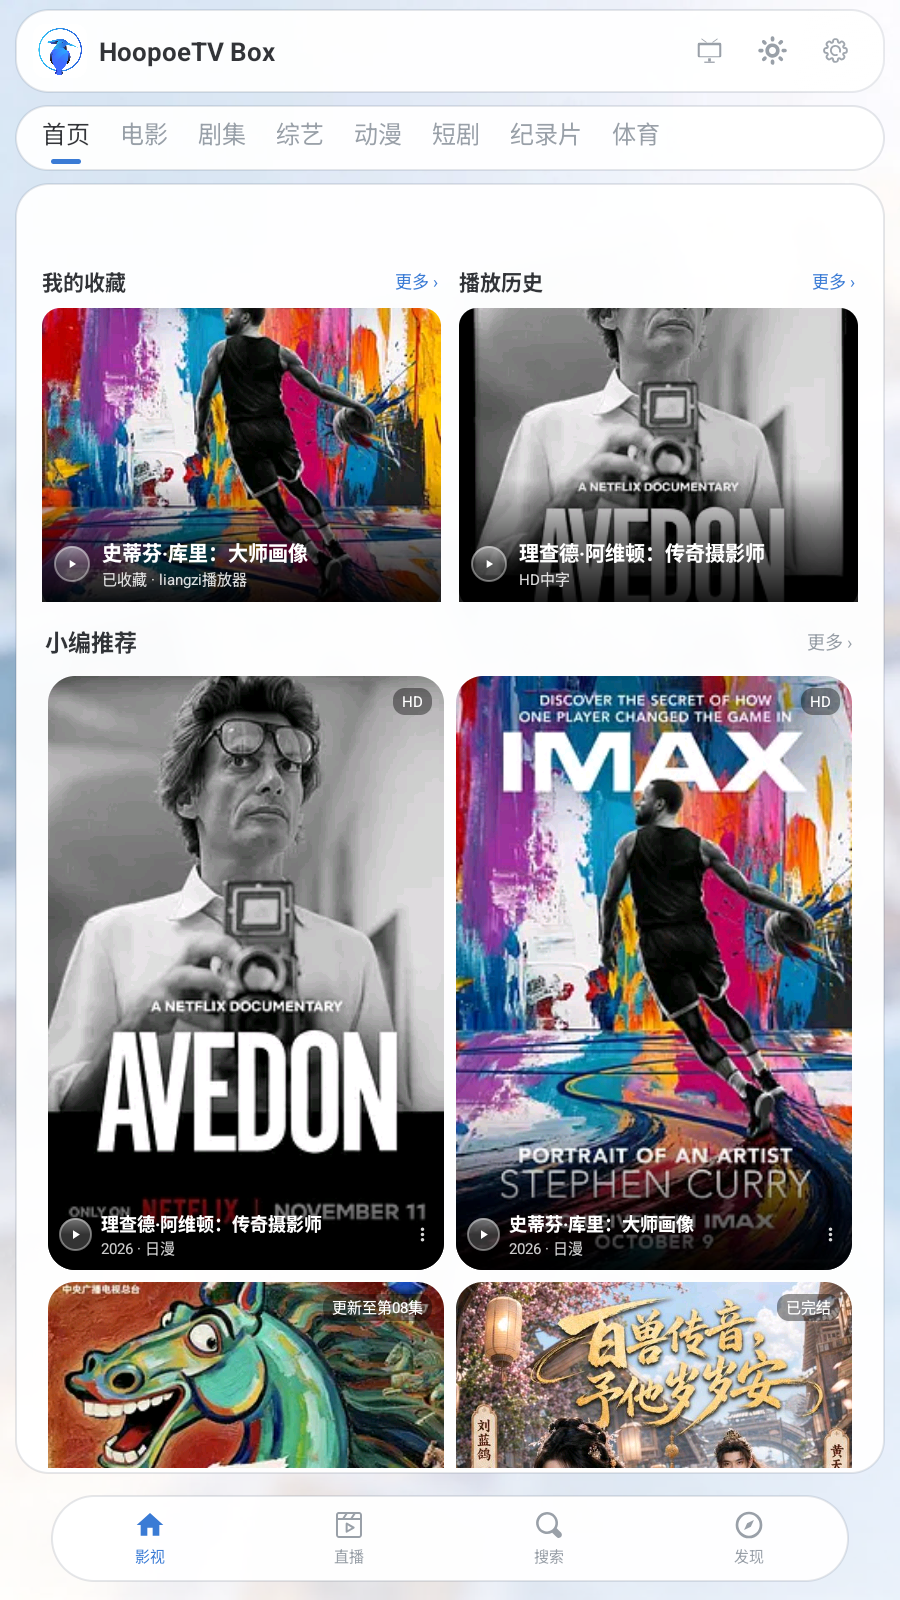 HoopoeTV Box
首页 电影 剧集 综艺 动漫 短剧 纪录片 体育
我的收藏 更多 ›
播放历史 更多 ›
史蒂芬·库里：大师画像
已收藏 · liangzi播放器
A NETFLIX DOCUMENTARY
AVEDON
理查德·阿维顿：传奇摄影师
HD中字
小编推荐 更多 ›
HD
A NETFLIX DOCUMENTARY
AVEDON
ONLY ON NETFLIX | NOVEMBER 11
理查德·阿维顿：传奇摄影师
2026 · 日漫
HD
DISCOVER THE SECRET OF HOW
ONE PLAYER CHANGED THE GAME IN
IMAX
PORTRAIT OF AN ARTIST
STEPHEN CURRY
IMAX
OCTOBER 9
史蒂芬·库里：大师画像
2026 · 日漫
中央广播电视总台
更新至第08集
已完结
百兽传音，
予他岁岁安
刘蓝鸽
黄天
影视 直播 搜索 发现